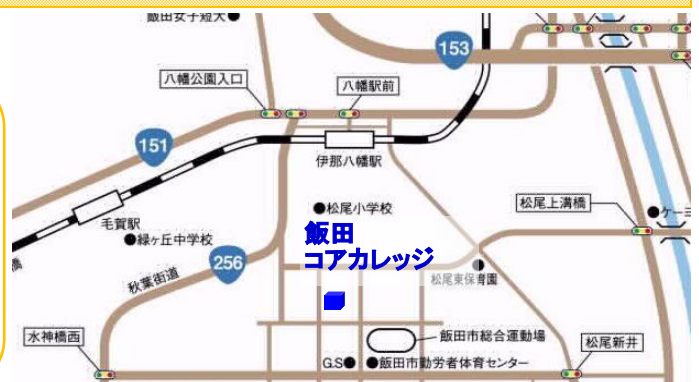 飯田女子短大
153
八幡公園入口
八幡駅前
151
伊那八幡駅
毛賀駅
松尾小学校
松尾上溝橋
緑ヶ丘中学校
飯田
コアカレッジ
256
秋葉街道
松尾東保育園
水神橋西
飯田市総合運動場
松尾新井
G.S
飯田市勤労者体育センター